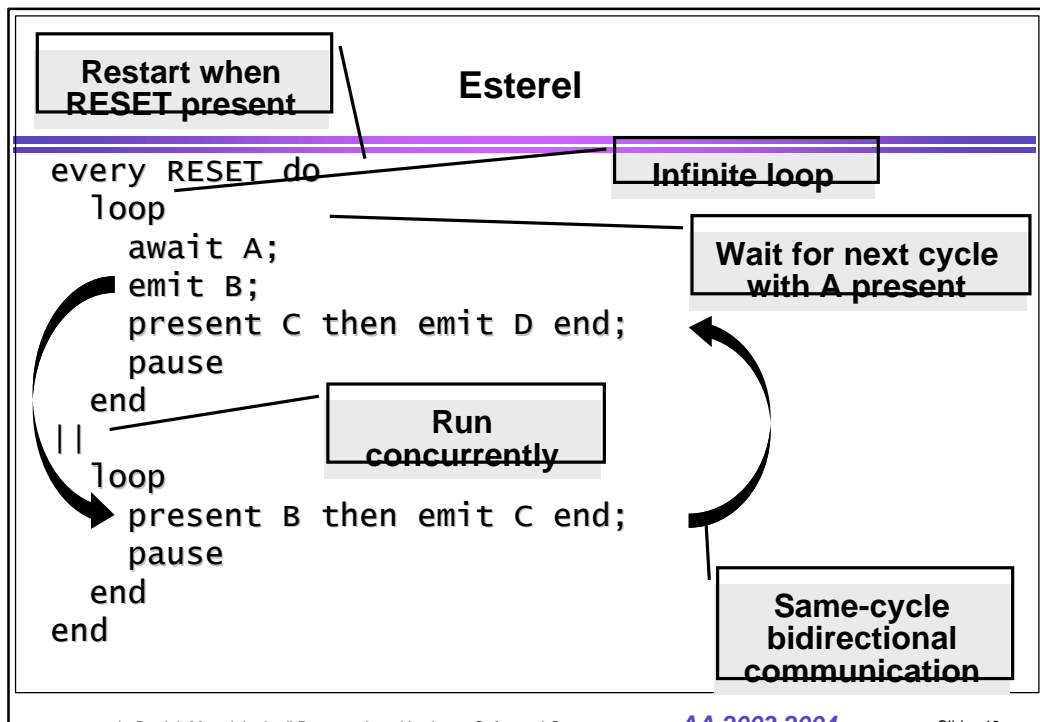 Restart when
RESET present
Esterel
every RESET do
Infinite loop
loop
await A;
Wait for next cycle
with A present
emit B;
present C then emit D end;
pause
end
||
Run
concurrently
loop
present B then emit C end;
pause
end
end
Same-cycle
bidirectional
communication
AA 2003-2004